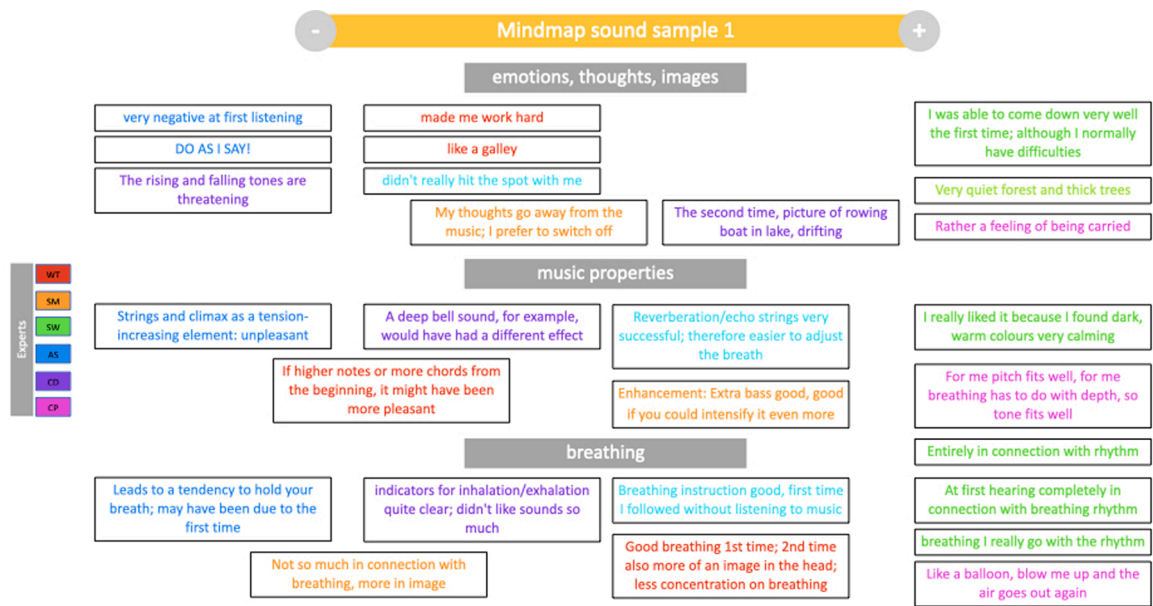 Mindmap sound sample 1
-
+
emotions, thoughts, images
very negative at first listening
DO AS I SAY!
The rising and falling tones are
threatening
made me work hard
like a galley
didn't really hit the spot with me
My thoughts go away from the
music; I prefer to switch off
The second time, picture of rowing
boat in lake, drifting
I was able to come down very well
the first time; although I normally
have difficulties
Very quiet forest and thick trees
Rather a feeling of being carried
Experts
WT
SM
SW
AS
CD
CP
music properties
Strings and climax as a tension-
increasing element: unpleasant
A deep bell sound, for example,
would have had a different effect
If higher notes or more chords from
the beginning, it might have been
more pleasant
Reverberation/echo strings very
successful; therefore easier to adjust
the breath
Enhancement: Extra bass good, good
if you could intensify it even more
I really liked it because I found dark,
warm colours very calming
For me pitch fits well, for me
breathing has to do with depth, so
tone fits well
Entirely in connection with rhythm
breathing
Leads to a tendency to hold your
breath; may have been due to the
first time
indicators for inhalation/exhalation
quite clear; didn't like sounds so
much
Not so much in connection with
breathing, more in image
Breathing instruction good, first time
I followed without listening to music
Good breathing 1st time; 2nd time
also more of an image in the head;
less concentration on breathing
At first hearing completely in
connection with breathing rhythm
breathing I really go with the rhythm
Like a balloon, blow me up and the
air goes out again